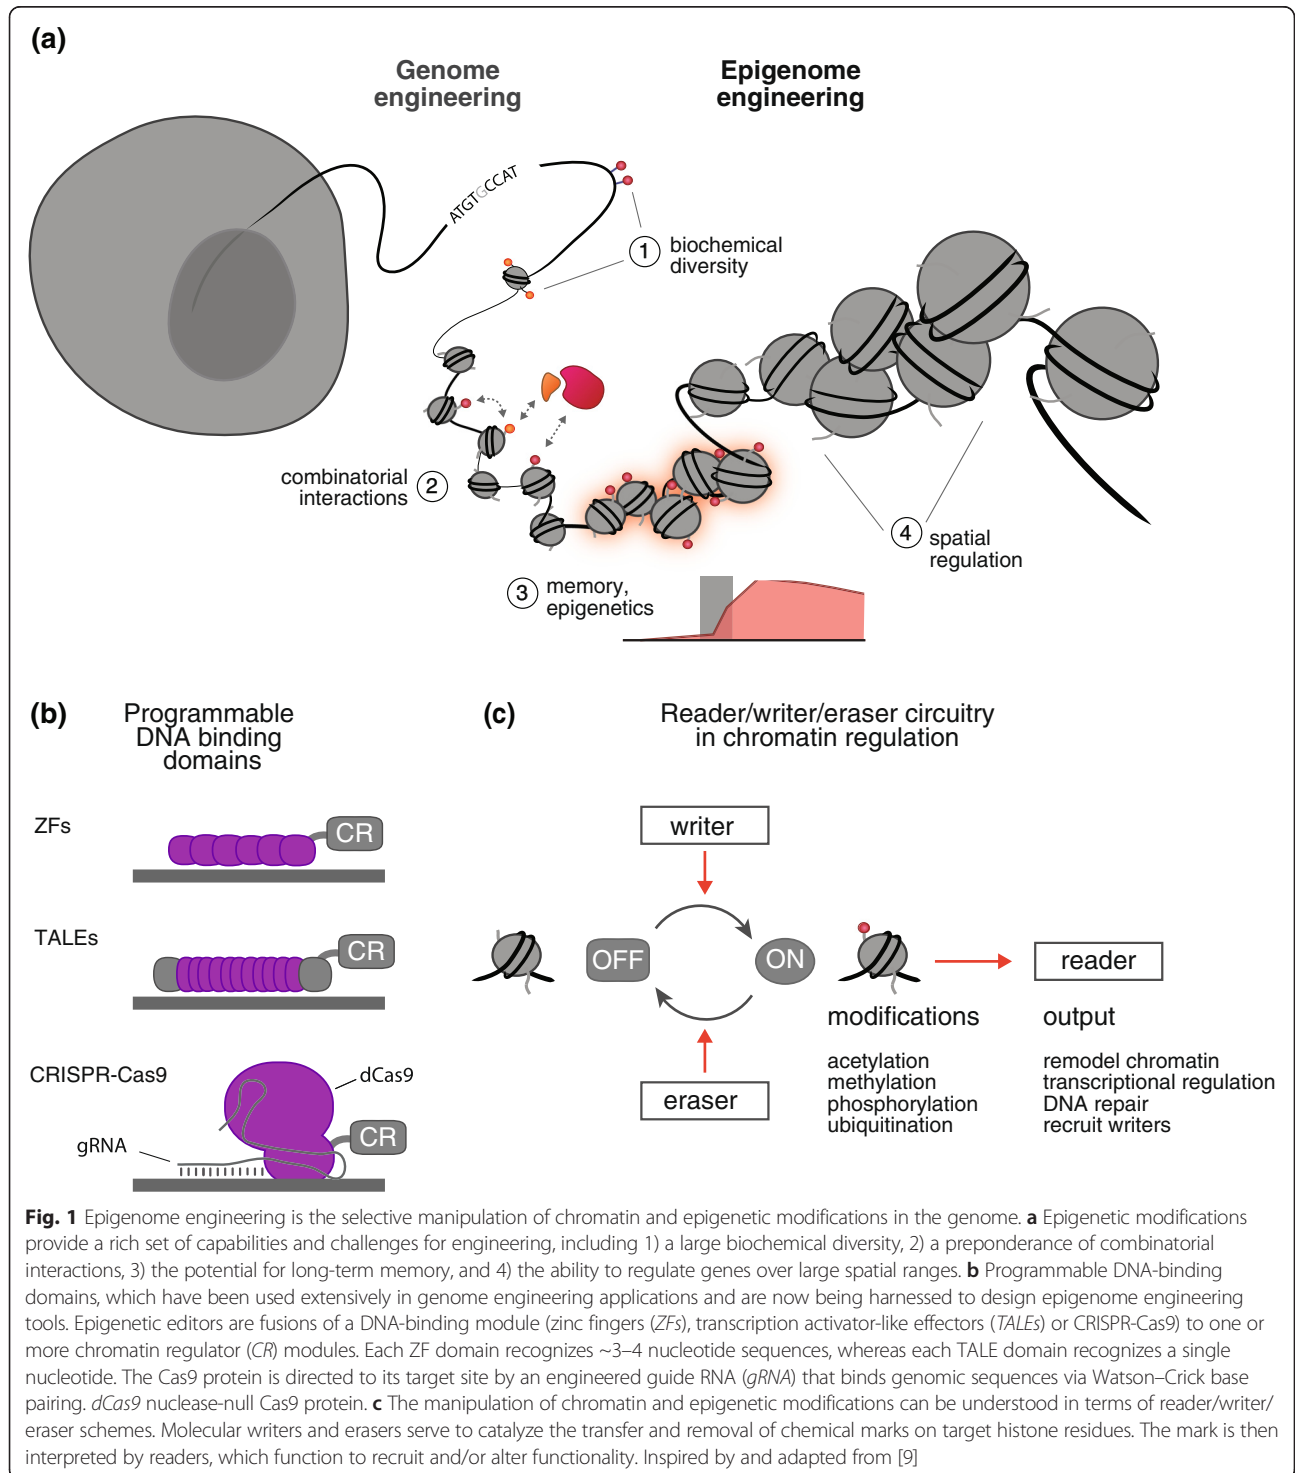 (a)
Genome
engineering
Epigenome
engineering
ATGTGCCAT
1 biochemical
diversity
combinatorial
interactions 2
3 memory,
epigenetics
4 spatial
regulation
(b) Programmable
DNA binding
domains
ZFs
CR
TALEs
CR
CRISPR-Cas9
dCas9
CR
gRNA
(c) Reader/writer/eraser circuitry
in chromatin regulation
writer
OFF
ON
reader
eraser
modifications
acetylation
methylation
phosphorylation
ubiquitination
output
remodel chromatin
transcriptional regulation
DNA repair
recruit writers
Fig. 1 Epigenome engineering is the selective manipulation of chromatin and epigenetic modifications in the genome. a Epigenetic modifications
provide a rich set of capabilities and challenges for engineering, including 1) a large biochemical diversity, 2) a preponderance of combinatorial
interactions, 3) the potential for long-term memory, and 4) the ability to regulate genes over large spatial ranges. b Programmable DNA-binding
domains, which have been used extensively in genome engineering applications and are now being harnessed to design epigenome engineering
tools. Epigenetic editors are fusions of a DNA-binding module (zinc fingers (ZFs), transcription activator-like effectors (TALEs) or CRISPR-Cas9) to one or
more chromatin regulator (CR) modules. Each ZF domain recognizes ~3–4 nucleotide sequences, whereas each TALE domain recognizes a single
nucleotide. The Cas9 protein is directed to its target site by an engineered guide RNA (gRNA) that binds genomic sequences via Watson–Crick base
pairing. dCas9 nuclease-null Cas9 protein. c The manipulation of chromatin and epigenetic modifications can be understood in terms of reader/writer/
eraser schemes. Molecular writers and erasers serve to catalyze the transfer and removal of chemical marks on target histone residues. The mark is then
interpreted by readers, which function to recruit and/or alter functionality. Inspired by and adapted from [9]